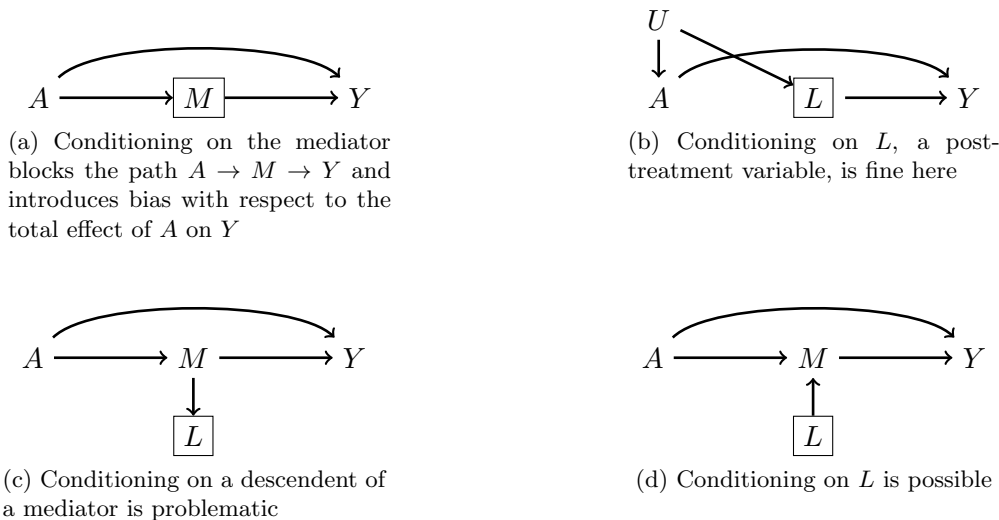 U
A
M
Y
A
L
Y
(a) Conditioning on the mediator
blocks the path A → M → Y and
introduces bias with respect to the
total effect of A on Y
(b) Conditioning on L, a post-
treatment variable, is fine here
A
M
Y
L
A
M
Y
L
(c) Conditioning on a descendent of
a mediator is problematic
(d) Conditioning on L is possible